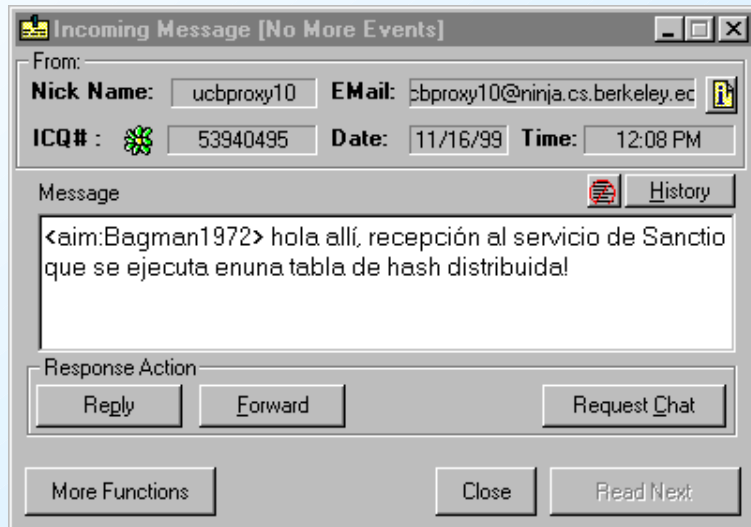 Incoming Message [No More Events]
From:
Nick Name: ucbproxy10 EMail: cbproxy10@ninja.cs.berkeley.ec
ICQ# : 53940495 Date: 11/16/99 Time: 12:08 PM
Message History
<aim:Bagman1972> hola allí, recepción al servicio de Sanctio
que se ejecuta enuna tabla de hash distribuida!
Response Action
Reply Forward Request Chat
More Functions Close Read Next